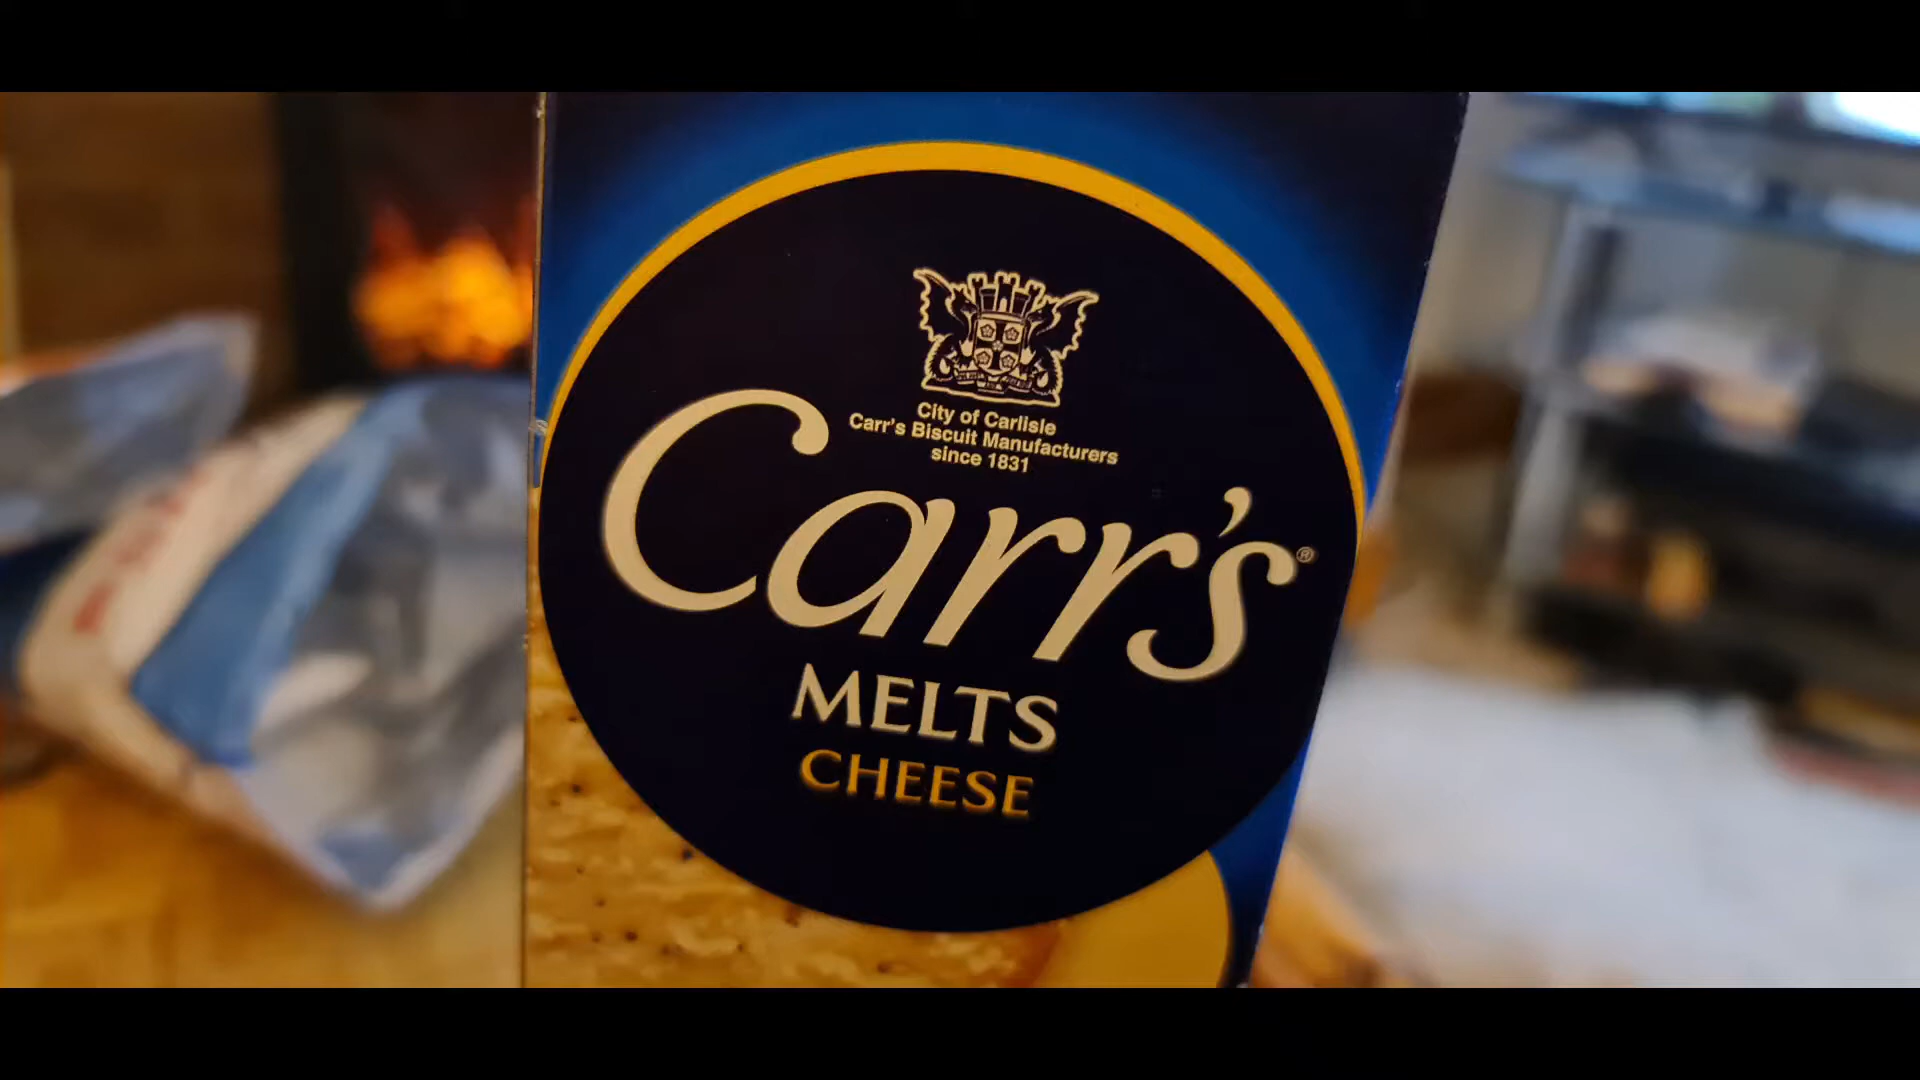 City of Carlisle
Carr's Biscuit Manufacturers
since 1831
Carr's®
MELTS
CHEESE